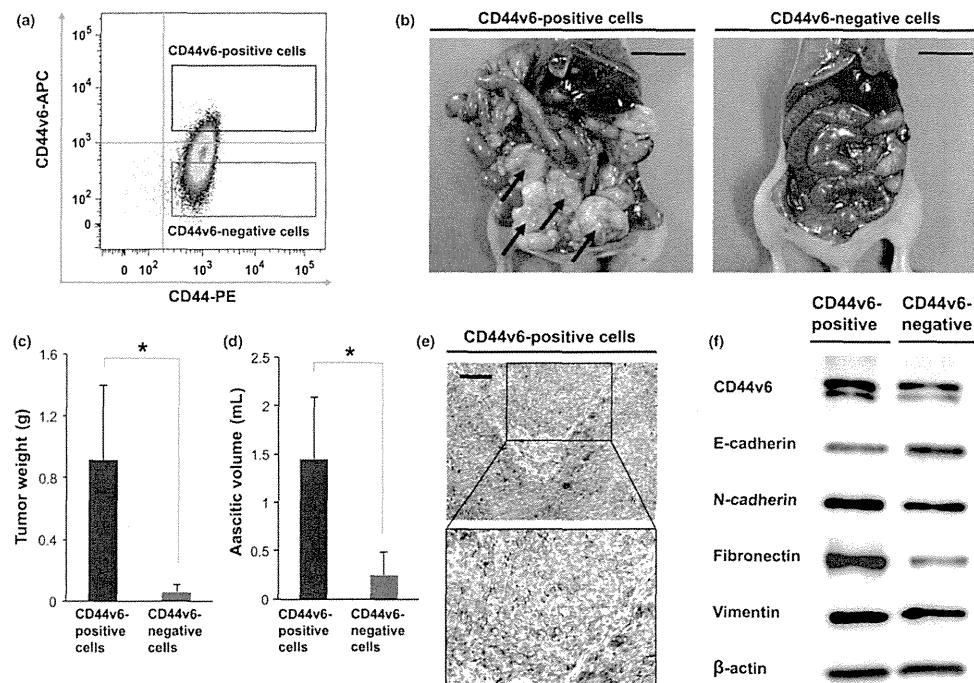 (a)
CD44v6-positive cells
CD44v6-APC
10⁵
10⁴
10³
10²
0
CD44v6-negative cells
0 10² 10³ 10⁴ 10⁵
CD44-PE
(b)
CD44v6-positive cells
CD44v6-negative cells
(c)
Tumor weight (g)
1.6
1.2
0.8
0.4
0
*
CD44v6-
positive
cells
CD44v6-
negative
cells
(d)
Aascitic volume (mL)
2.5
2
1.5
1
0.5
0
*
CD44v6-
positive
cells
CD44v6-
negative
cells
(e)
CD44v6-positive cells
(f)
CD44v6-
positive
CD44v6-
negative
CD44v6
E-cadherin
N-cadherin
Fibronectin
Vimentin
β-actin